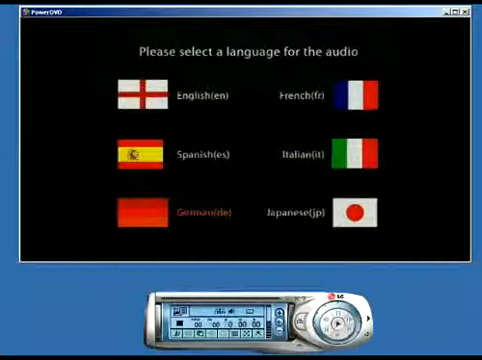 PowerDVD
Please select a language for the audio
English(en)
French(fr)
Spanish(es)
Italian(it)
German(de)
Japanese(jp)
LG